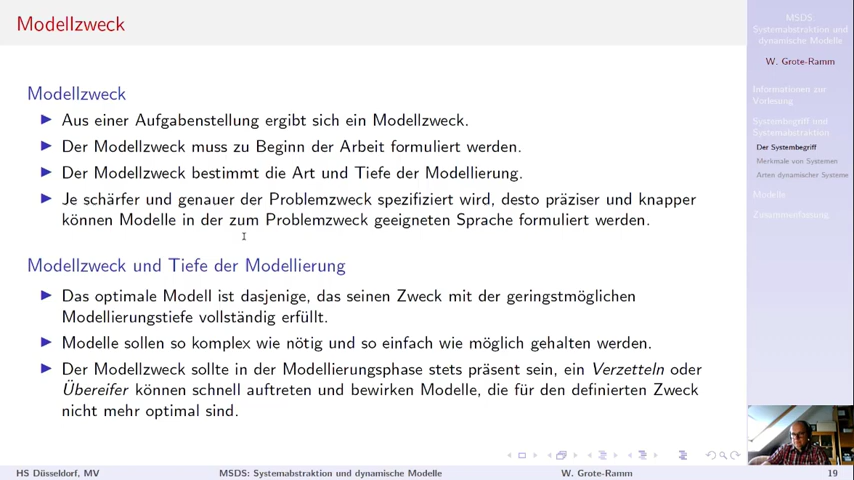 Modellzweck
MSDS:
Systemabstraktion und
dynamische Modelle
W. Grote-Ramm
Informationen zur
Vorlesung
Systembegriff und
Systemabstraktion
Der Systembegriff
Merkmale von Systemen
Arten dynamischer Systeme
Modelle
Zusammenfassung
Modellzweck
Aus einer Aufgabenstellung ergibt sich ein Modellzweck.
Der Modellzweck muss zu Beginn der Arbeit formuliert werden.
Der Modellzweck bestimmt die Art und Tiefe der Modellierung.
Je schärfer und genauer der Problemzweck spezifiziert wird, desto präziser und knapper
können Modelle in der zum Problemzweck geeigneten Sprache formuliert werden.
Modellzweck und Tiefe der Modellierung
Das optimale Modell ist dasjenige, das seinen Zweck mit der geringstmöglichen
Modellierungstiefe vollständig erfüllt.
Modelle sollen so komplex wie nötig und so einfach wie möglich gehalten werden.
Der Modellzweck sollte in der Modellierungsphase stets präsent sein, ein Verzetteln oder
Übereifer können schnell auftreten und bewirken Modelle, die für den definierten Zweck
nicht mehr optimal sind.
HS Düsseldorf, MV
MSDS: Systemabstraktion und dynamische Modelle
W. Grote-Ramm
19